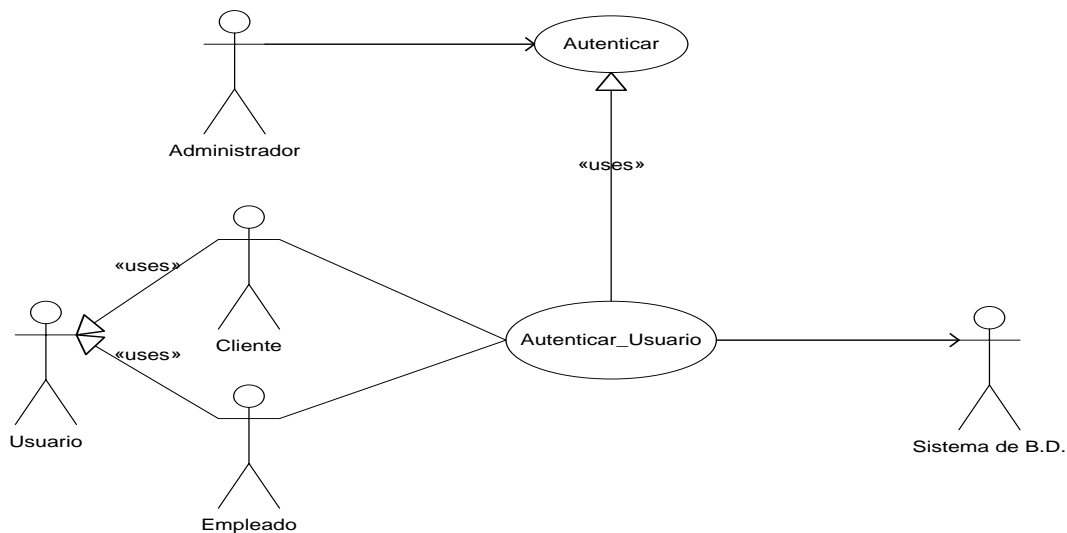 Autenticar
Administrador
«uses»
«uses»
Cliente
Autenticar_Usuario
«uses»
Usuario
Sistema de B.D.
Empleado